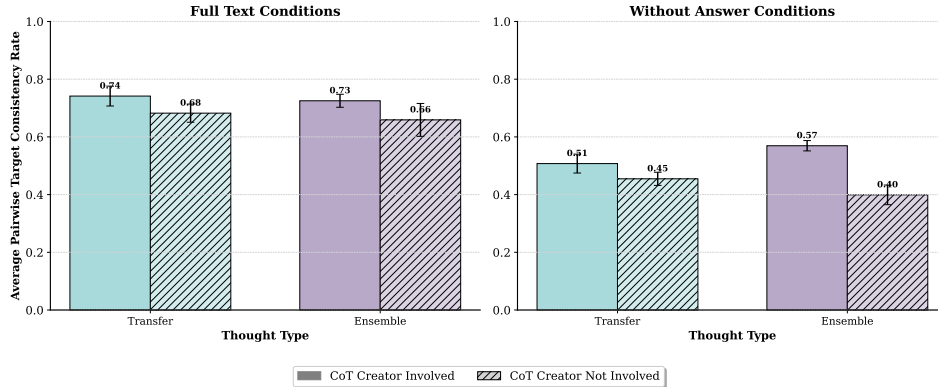 Full Text Conditions
Average Pairwise Target Consistency Rate
1.0
0.8
0.6
0.4
0.2
0.0
0.74
0.68
0.73
0.66
Transfer
Ensemble
Thought Type
Without Answer Conditions
1.0
0.8
0.6
0.4
0.2
0.0
0.51
0.45
0.57
0.40
Transfer
Ensemble
Thought Type
CoT Creator Involved
CoT Creator Not Involved